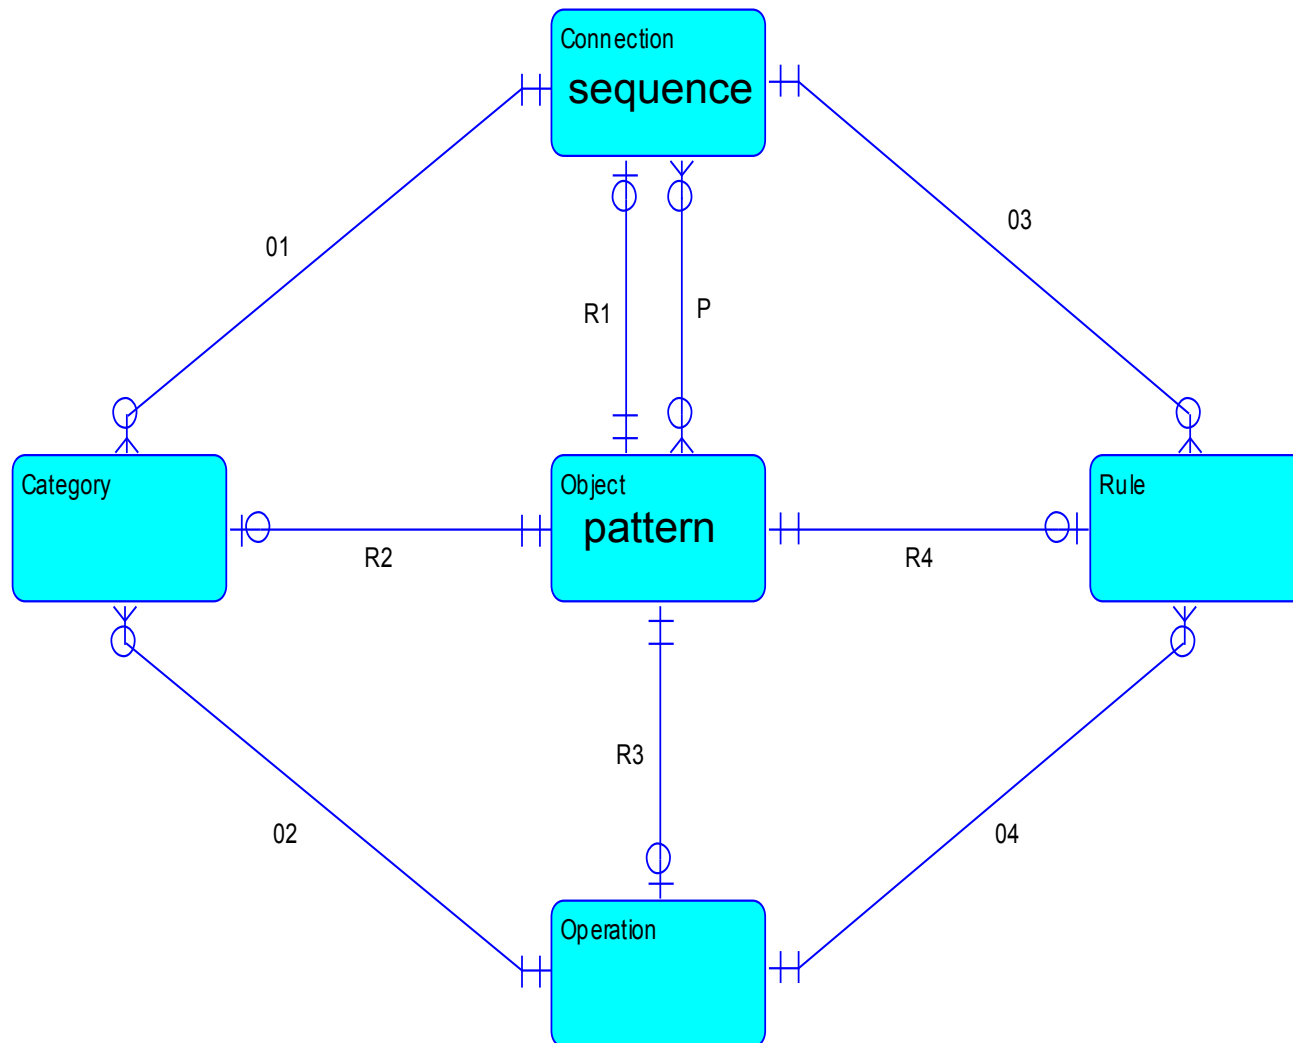 Connection
sequence
01
03
R1
P
Category
Object
pattern
Rule
R2
R4
R3
02
04
Operation